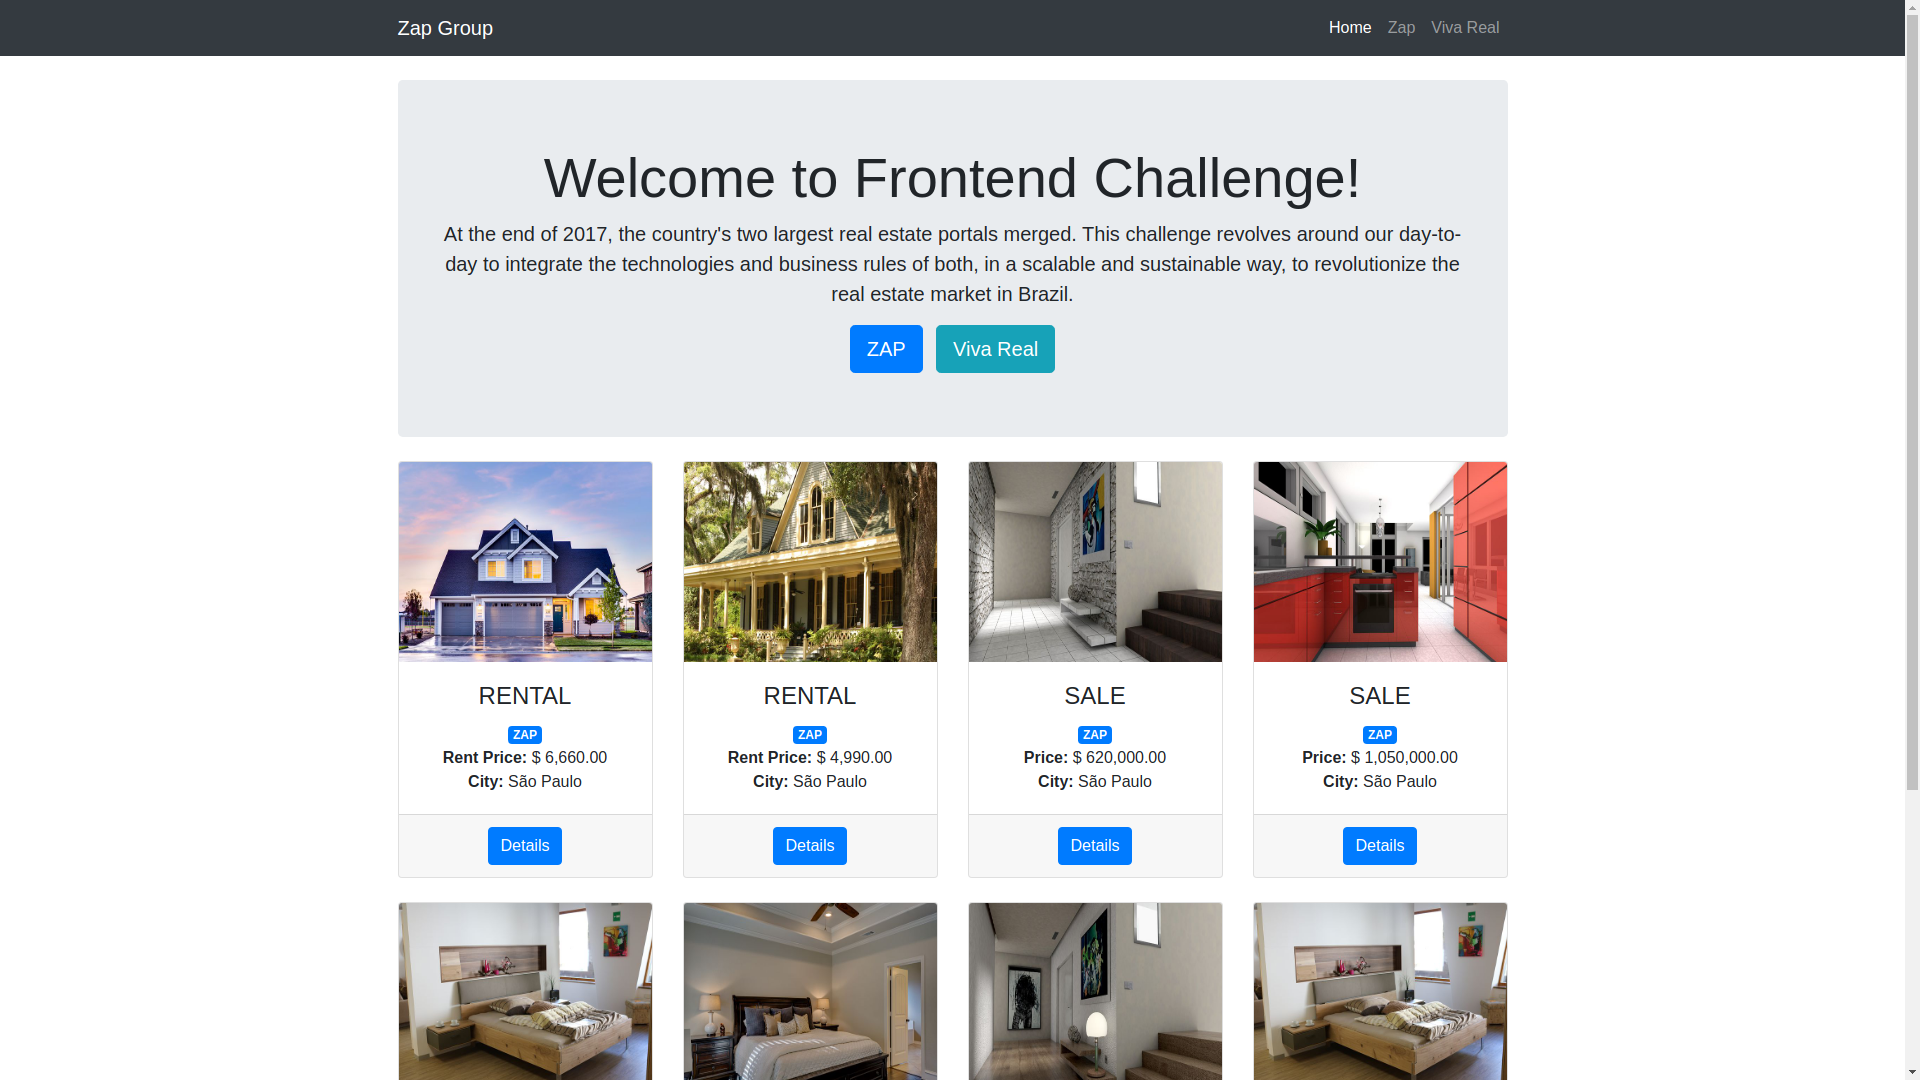 Zap Group
Home Zap Viva Real
Welcome to Frontend Challenge!
At the end of 2017, the country's two largest real estate portals merged. This challenge revolves around our day-to-
day to integrate the technologies and business rules of both, in a scalable and sustainable way, to revolutionize the
real estate market in Brazil.
ZAP Viva Real
RENTAL
ZAP
Rent Price: $ 6,660.00
City: São Paulo
Details
RENTAL
ZAP
Rent Price: $ 4,990.00
City: São Paulo
Details
SALE
ZAP
Price: $ 620,000.00
City: São Paulo
Details
SALE
ZAP
Price: $ 1,050,000.00
City: São Paulo
Details